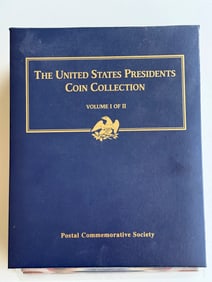 THE UNITED STATES PRESIDENTS
COIN COLLECTION
VOLUME I OF II
Postal Commemorative Society